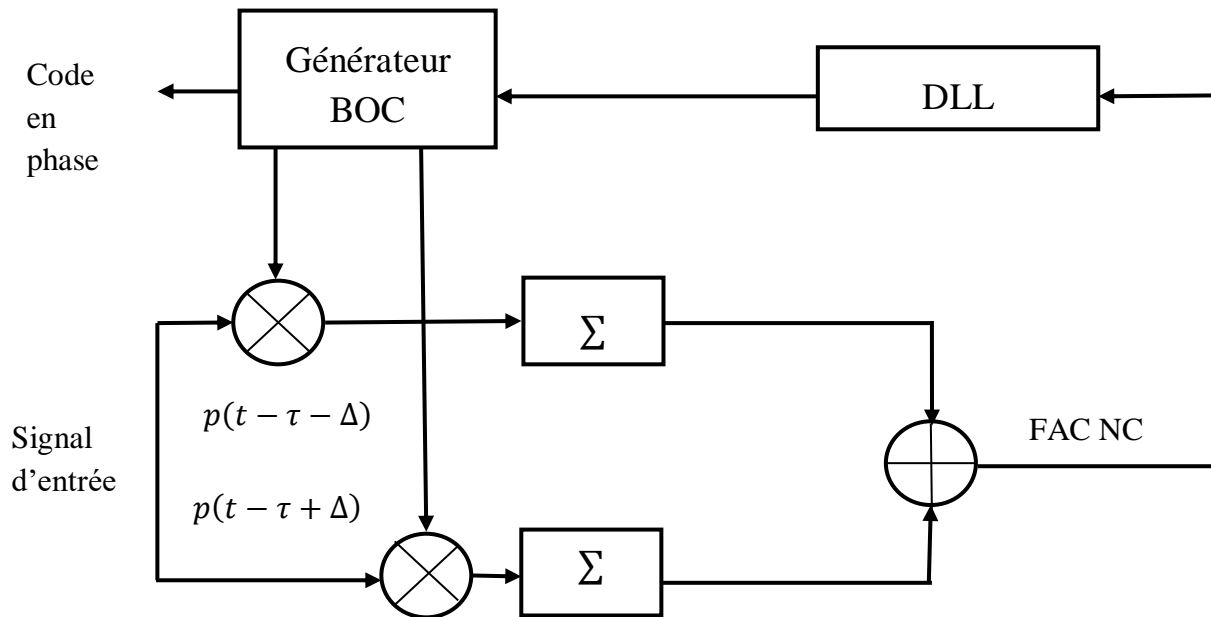 Code
en
phase
Générateur
BOC
DLL
Σ
p(t − τ − Δ)
Signal
d’entrée
FAC NC
p(t − τ + Δ)
Σ